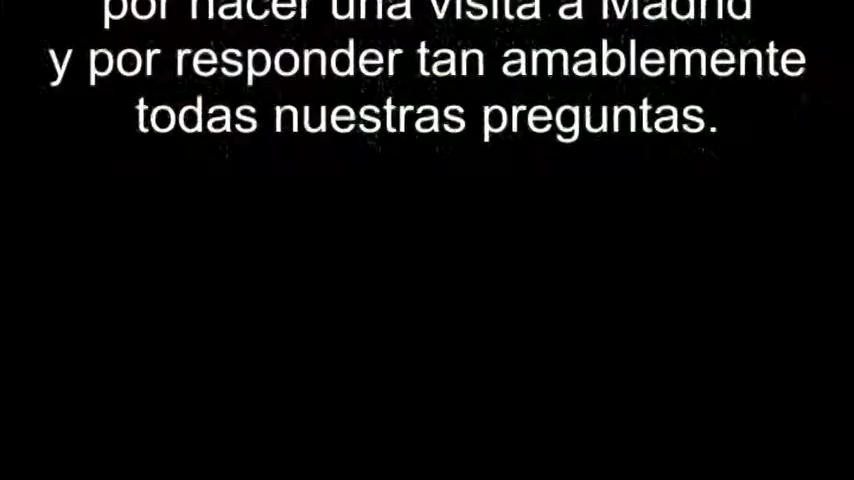 por hacer una visita a Madrid
y por responder tan amablemente
todas nuestras preguntas.